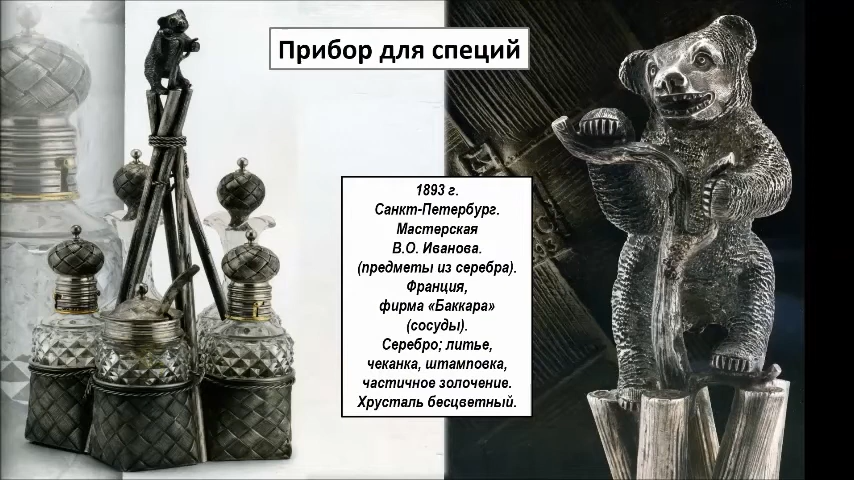 Прибор для специй
1893 г.
Санкт-Петербург.
Мастерская
В.О. Иванова.
(предметы из серебра).
Франция,
фирма «Баккара»
(сосуды).
Серебро; литье,
чеканка, штамповка,
частичное золочение.
Хрусталь бесцветный.